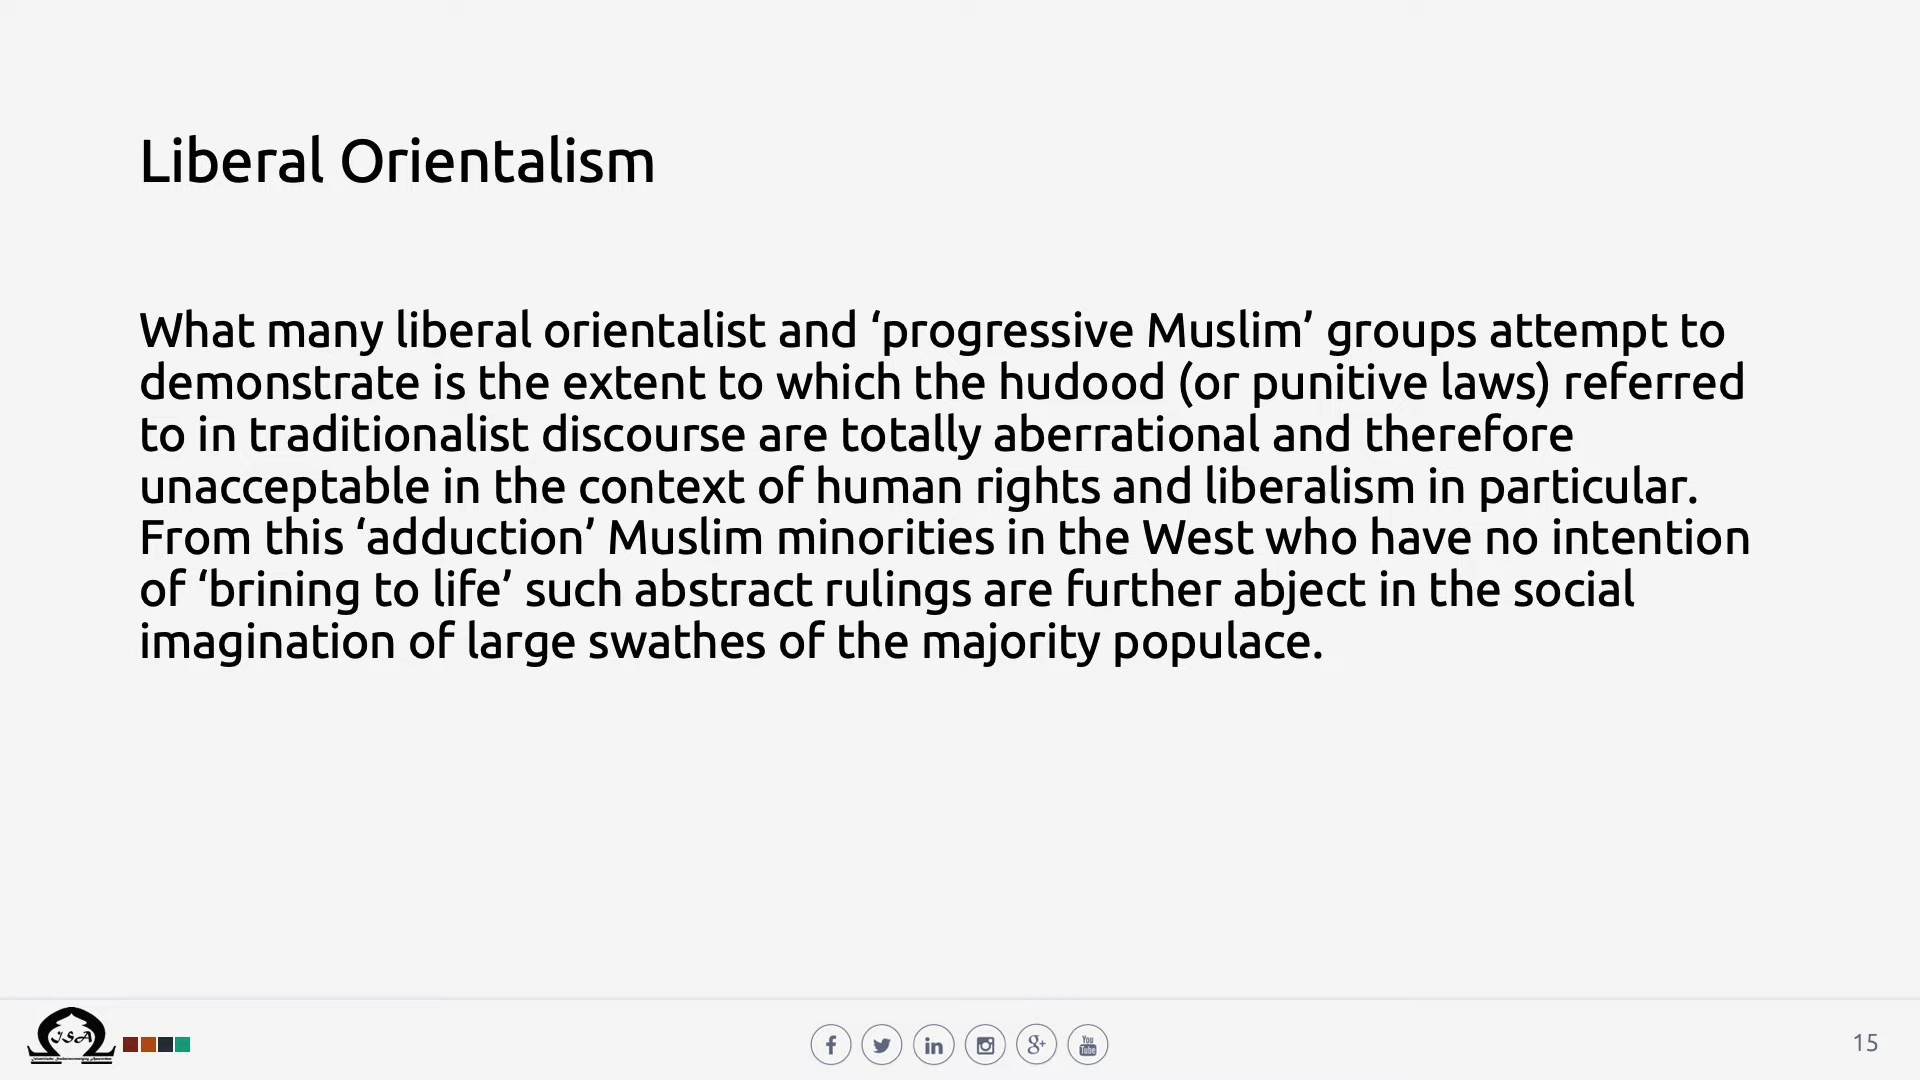 Liberal Orientalism
What many liberal orientalist and ‘progressive Muslim’ groups attempt to
demonstrate is the extent to which the hudood (or punitive laws) referred
to in traditionalist discourse are totally aberrational and therefore
unacceptable in the context of human rights and liberalism in particular.
From this ‘adduction’ Muslim minorities in the West who have no intention
of ‘brining to life’ such abstract rulings are further abject in the social
imagination of large swathes of the majority populace.
ISA
15